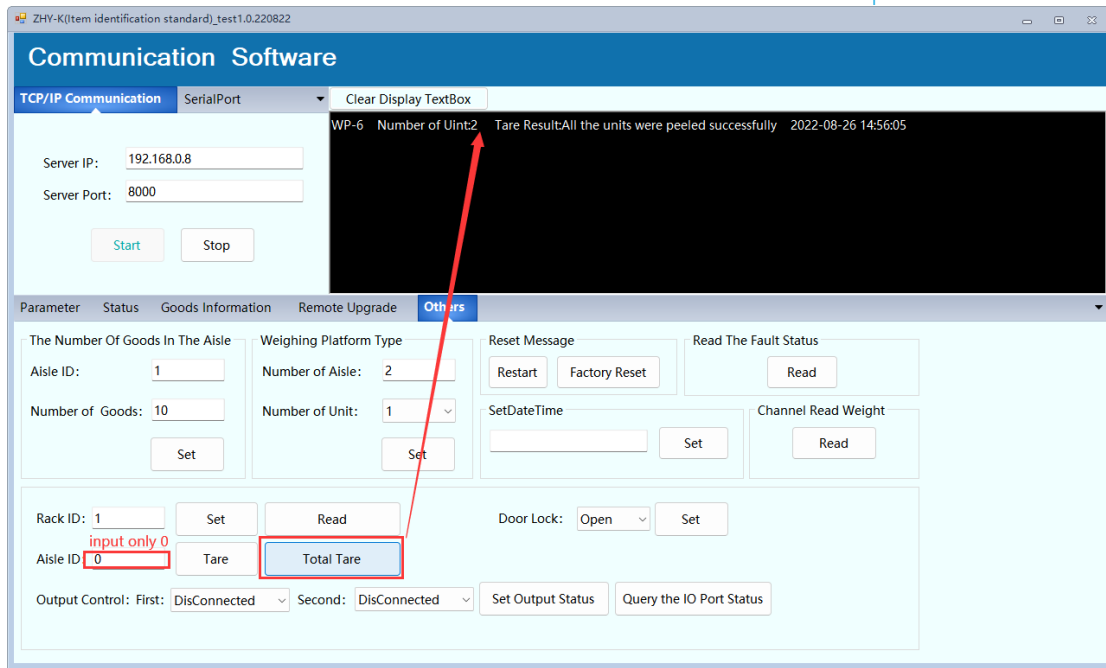 ZHY-K(Item identification standard)_test1.0.220822
Communication Software
TCP/IP Communication SerialPort Clear Display TextBox
WP-6 Number of Uint:2 Tare Result:All the units were peeled successfully 2022-08-26 14:56:05
Server IP: 192.168.0.8
Server Port: 8000
Start Stop
Parameter Status Goods Information Remote Upgrade Others
The Number Of Goods In The Aisle Weighing Platform Type Reset Message Read The Fault Status
Aisle ID: 1 Number of Aisle: 2 Restart Factory Reset Read
Number of Goods: 10 Number of Unit: 1 SetDateTime Channel Read Weight
Set Read
Set Set
Rack ID: 1 Set Read Door Lock: Open Set
input only 0
Aisle ID: 0 Tare Total Tare
Output Control: First: DisConnected Second: DisConnected Set Output Status Query the IO Port Status